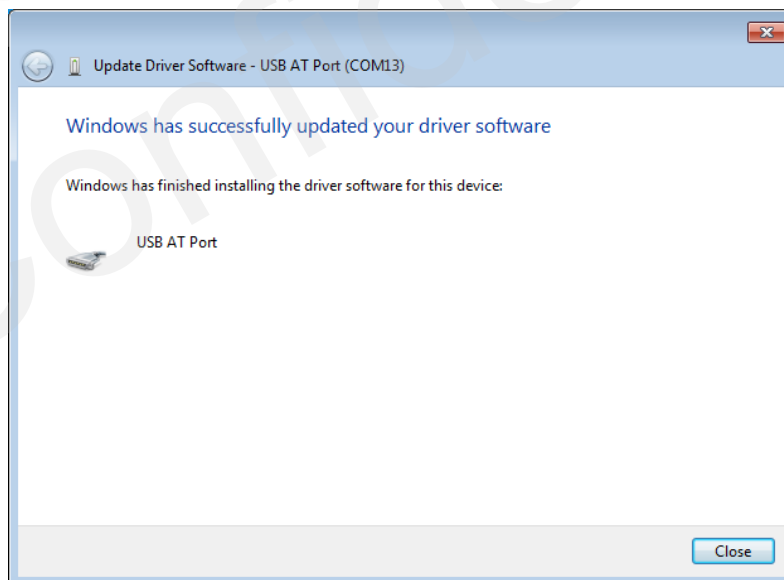 Update Driver Software - USB AT Port (COM13)
Windows has successfully updated your driver software
Windows has finished installing the driver software for this device:
USB AT Port
Close